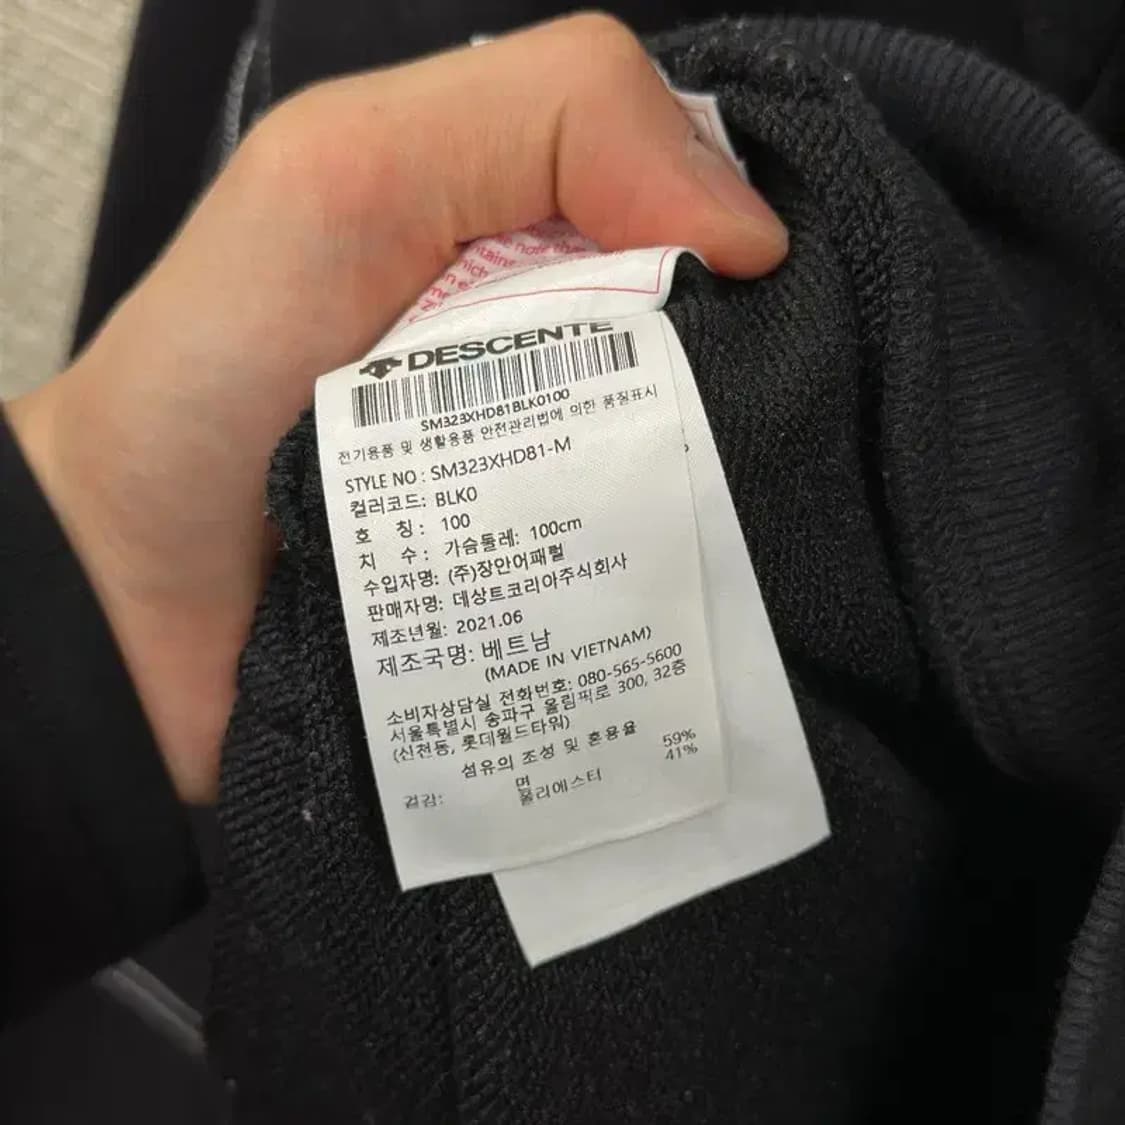 DESCENTE
SM323XHD81BLK0100
전기용품 및 생활용품 안전관리법에 의한 품질표시
STYLE NO : SM323XHD81-M
컬러코드: BLK0
호 칭: 100
치 수: 가슴둘레: 100cm
수입자명: (주)장안어패럴
판매자명: 데상트코리아주식회사
제조년월: 2021.06
제조국명: 베트남
(MADE IN VIETNAM)
소비자상담실 전화번호: 080-565-5600
서울특별시 송파구 올림픽로 300, 32층
(신천동, 롯데월드타워)
섬유의 조성 및 혼용율
겉감: 면 59%
폴리에스터 41%